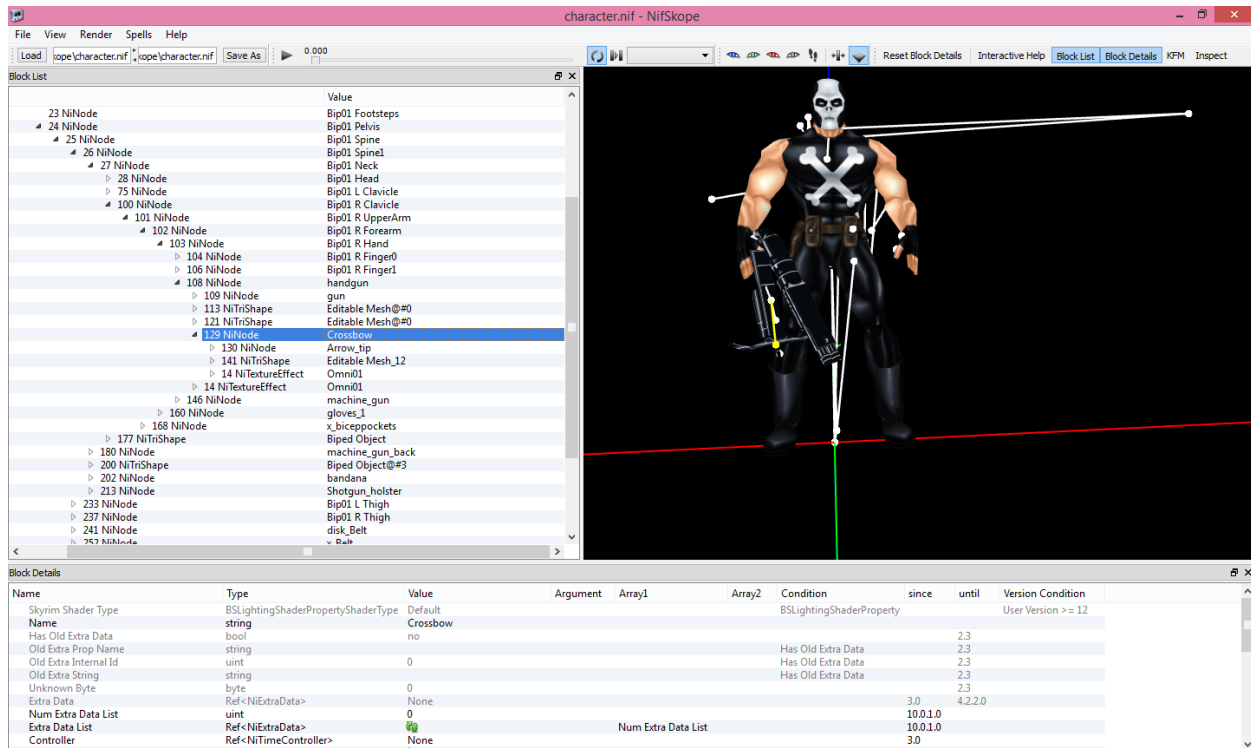 character.nif - NifSkope
File View Render Spells Help
Load kope\character.nif kope\character.nif Save As 0.000 Reset Block Details Interactive Help Block List Block Details KFM Inspect
Block List
Value
23 NiNode Bip01 Footsteps
24 NiNode Bip01 Pelvis
25 NiNode Bip01 Spine
26 NiNode Bip01 Spine1
27 NiNode Bip01 Neck
28 NiNode Bip01 Head
75 NiNode Bip01 L Clavicle
100 NiNode Bip01 R Clavicle
101 NiNode Bip01 R UpperArm
102 NiNode Bip01 R Forearm
103 NiNode Bip01 R Hand
104 NiNode Bip01 R Finger0
106 NiNode Bip01 R Finger1
108 NiNode handgun
109 NiNode gun
113 NiTriShape Editable Mesh@#0
121 NiTriShape Editable Mesh@#0
129 NiNode Crossbow
130 NiNode Arrow_tip
141 NiTriShape Editable Mesh_12
14 NiTextureEffect Omni01
14 NiTextureEffect Omni01
146 NiNode machine_gun
160 NiNode gloves_1
168 NiNode x_biceppockets
177 NiTriShape Biped Object
180 NiNode machine_gun_back
200 NiTriShape Biped Object@#3
202 NiNode bandana
213 NiNode Shotgun_holster
233 NiNode Bip01 L Thigh
237 NiNode Bip01 R Thigh
241 NiNode disk_Belt
252 NiNode x_Belt
Block Details
Name Type Value Argument Array1 Array2 Condition since until Version Condition
Skyrim Shader Type BSLightingShaderPropertyShaderType Default BSLightingShaderProperty User Version >= 12
Name string Crossbow
Has Old Extra Data bool no 2.3
Old Extra Prop Name string Has Old Extra Data 2.3
Old Extra Internal Id uint 0 Has Old Extra Data 2.3
Old Extra String string Has Old Extra Data 2.3
Unknown Byte byte 0 2.3
Extra Data Ref<NiExtraData> None 3.0 4.2.2.0
Num Extra Data List uint 0 10.0.1.0
Extra Data List Ref<NiExtraData> Num Extra Data List 10.0.1.0
Controller Ref<NiTimeController> None 3.0